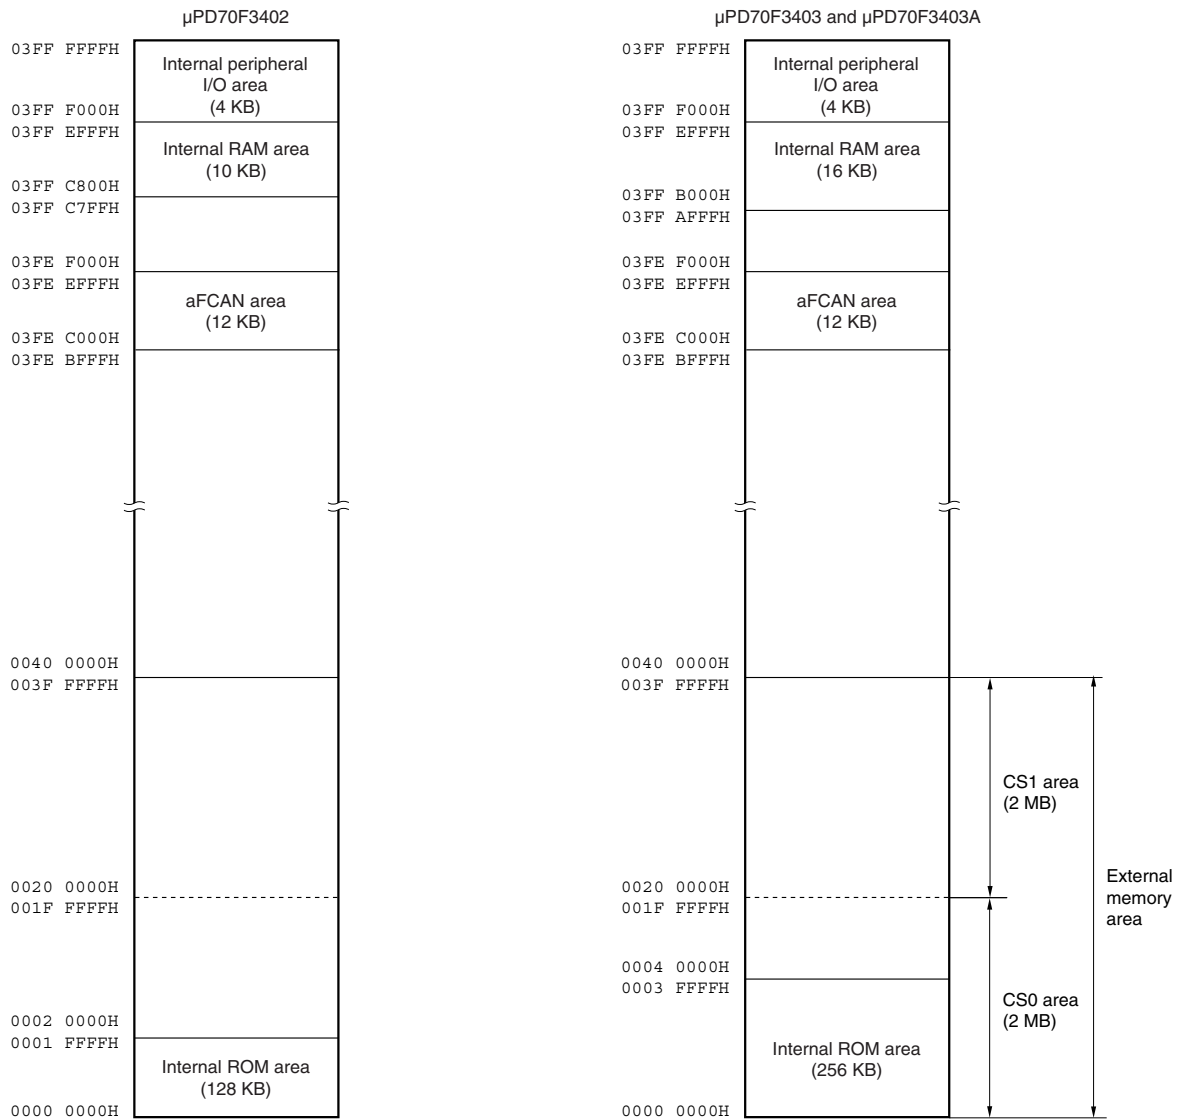 µPD70F3402
03FF FFFFH
Internal peripheral
I/O area
(4 KB)
03FF F000H
03FF EFFFH
Internal RAM area
(10 KB)
03FF C800H
03FF C7FFH
03FE F000H
03FE EFFFH
aFCAN area
(12 KB)
03FE C000H
03FE BFFFH
0040 0000H
003F FFFFH
0020 0000H
001F FFFFH
0002 0000H
0001 FFFFH
Internal ROM area
(128 KB)
0000 0000H
µPD70F3403 and µPD70F3403A
03FF FFFFH
Internal peripheral
I/O area
(4 KB)
03FF F000H
03FF EFFFH
Internal RAM area
(16 KB)
03FF B000H
03FF AFFFH
03FE F000H
03FE EFFFH
aFCAN area
(12 KB)
03FE C000H
03FE BFFFH
0040 0000H
003F FFFFH
CS1 area
(2 MB)
0020 0000H
001F FFFFH
External
memory
area
0004 0000H
0003 FFFFH
CS0 area
(2 MB)
Internal ROM area
(256 KB)
0000 0000H